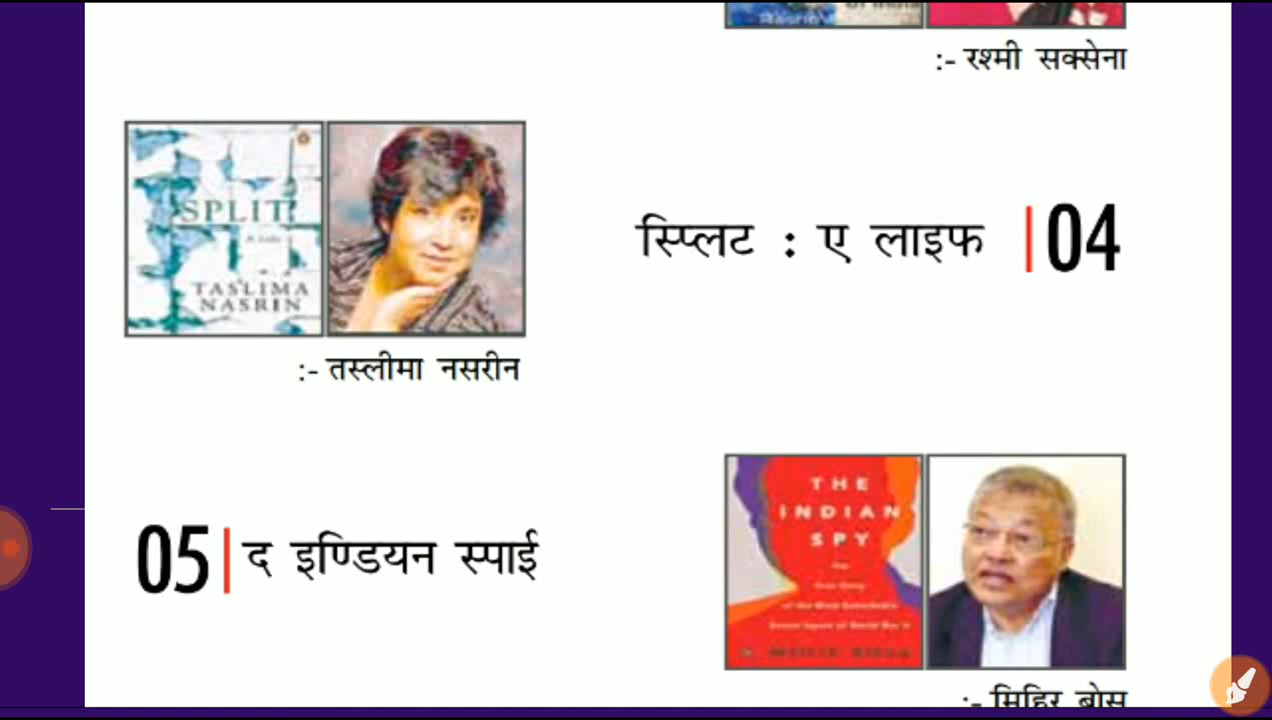 :- रश्मी सक्सेना
SPLIT
TASLIMA
NASRIN
स्प्लिट : ए लाइफ |04
:- तस्लीमा नसरीन
THE
INDIAN
SPY
05| द इण्डियन स्पाई
:- मिहिर बोस